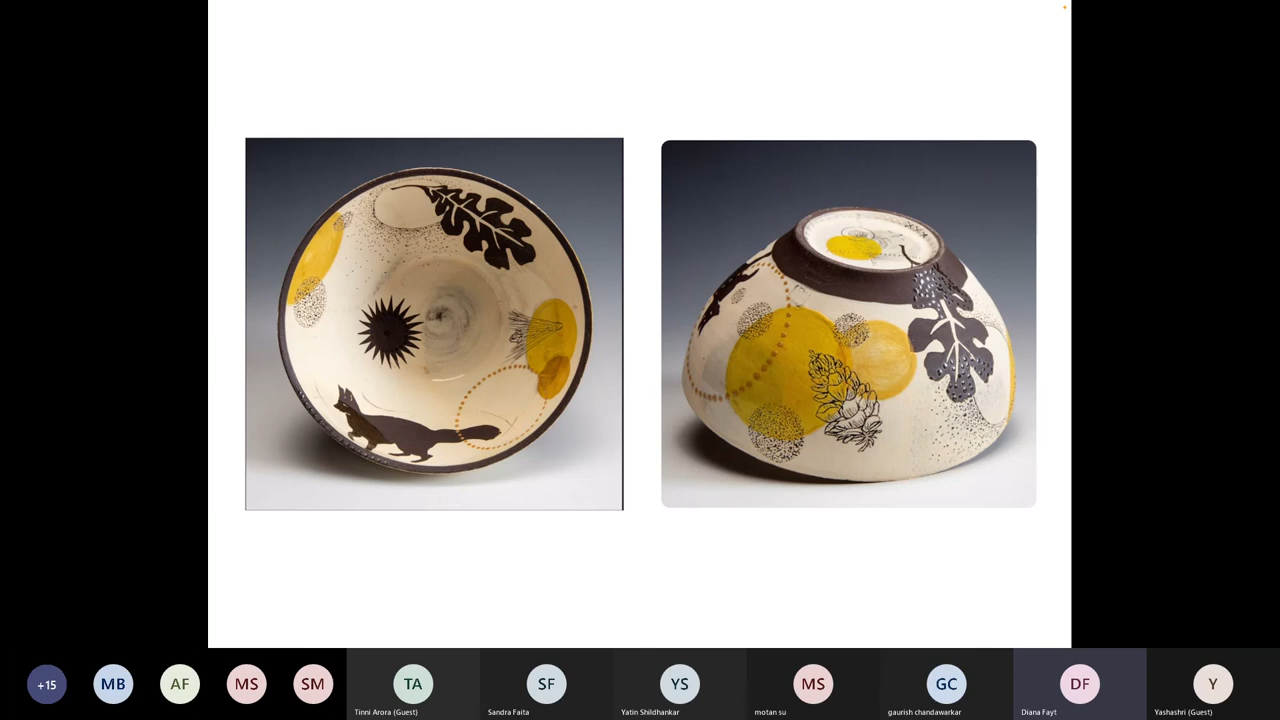 +15
MB
AF
MS
SM
TA
SF
YS
MS
GC
DF
Y
Tinni Arora (Guest)
Sandra Faita
Yatin Shildhankar
motan su
gaurish chandawarkar
Diana Fayt
Yashashri (Guest)